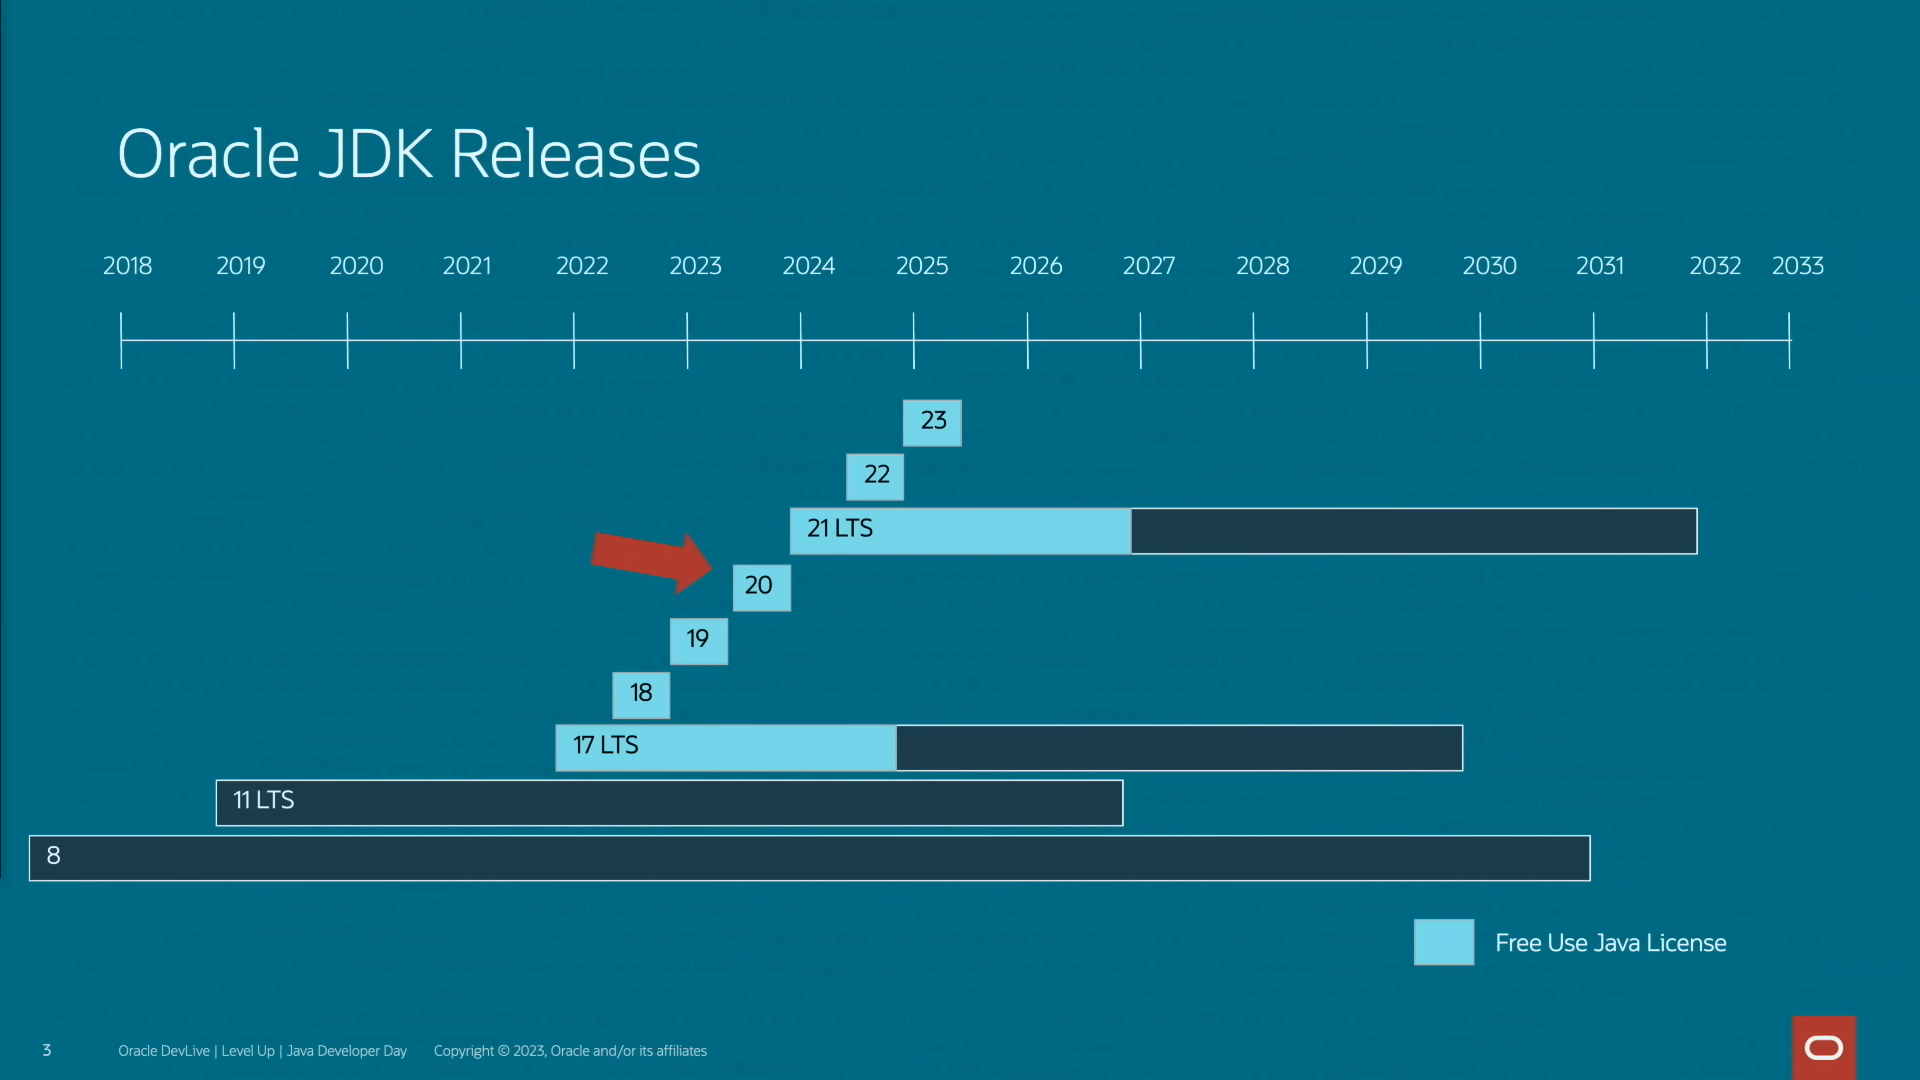 Oracle JDK Releases
2018 2019 2020 2021 2022 2023 2024 2025 2026 2027 2028 2029 2030 2031 2032 2033
23
22
21 LTS
20
19
18
17 LTS
11 LTS
8
Free Use Java License
3 Oracle DevLive | Level Up | Java Developer Day Copyright © 2023, Oracle and/or its affiliates